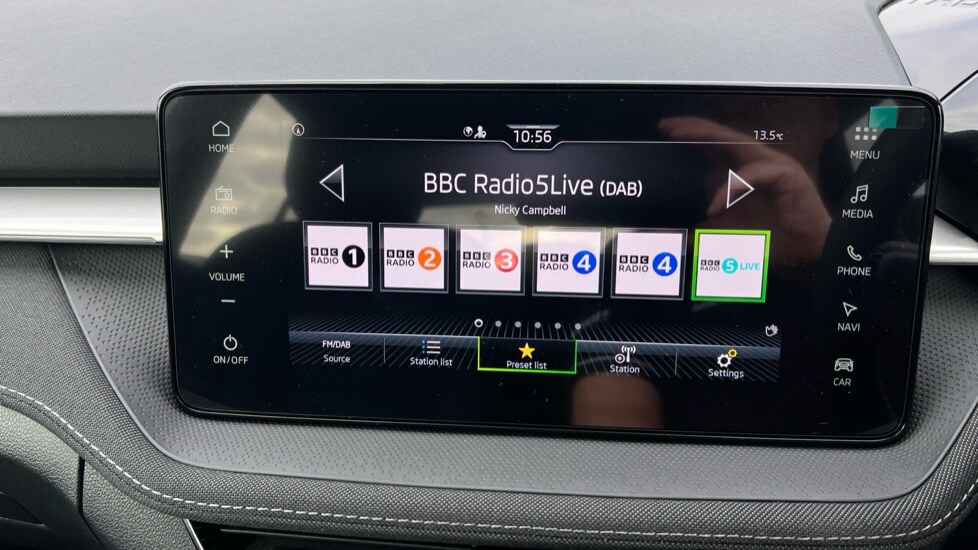 HOME
10:56
13.5°C
MENU
RADIO
BBC Radio5Live (DAB)
Nicky Campbell
MEDIA
BBC RADIO 1
BBC RADIO 2
BBC RADIO 3
BBC RADIO 4
BBC RADIO 4
BBC RADIO 5 LIVE
+
VOLUME
−
PHONE
NAVI
ON/OFF
FM/DAB
Source
Station list
Preset list
Station
Settings
CAR